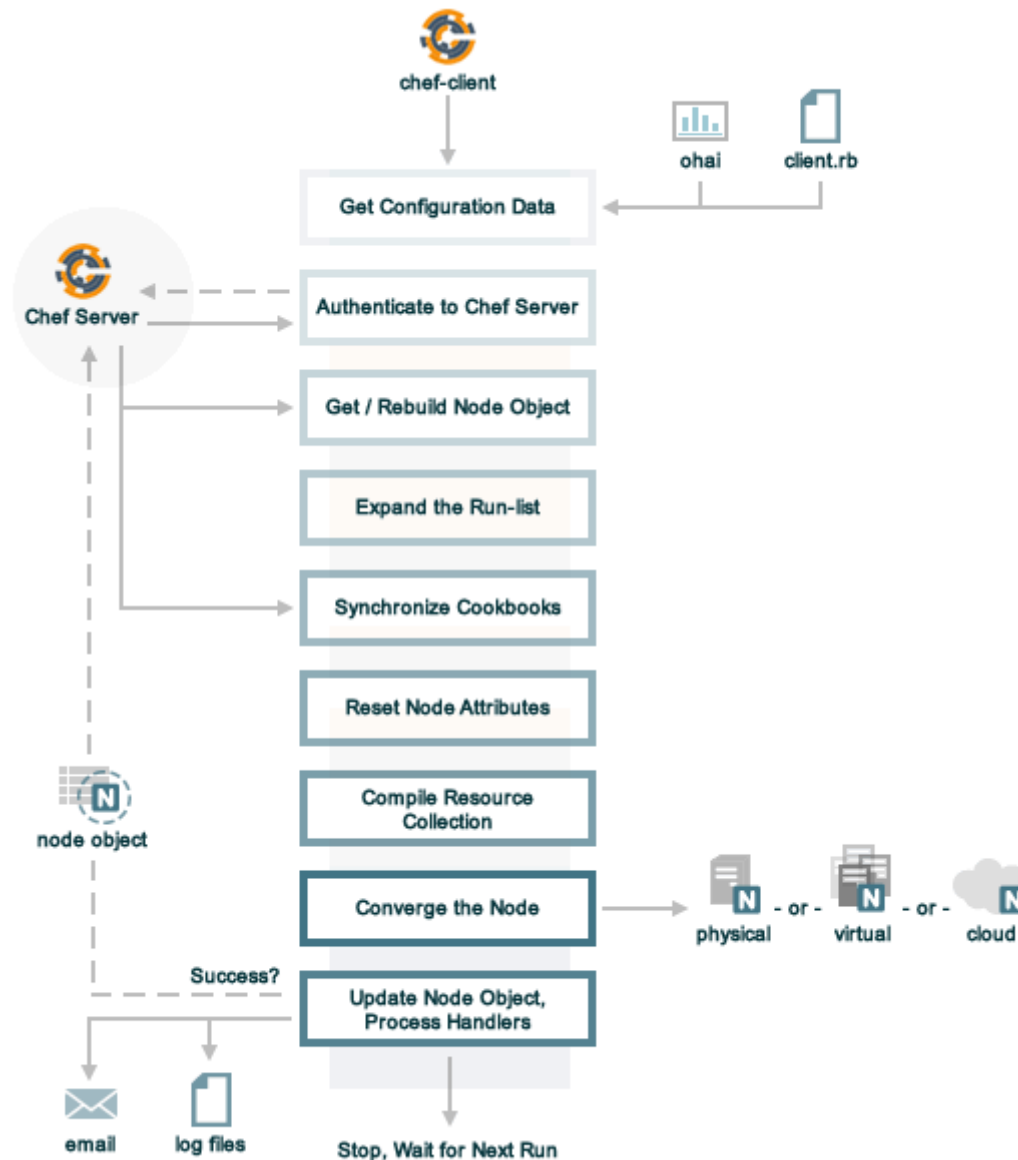 chef-client
ohai
client.rb
Get Configuration Data
Chef Server
Authenticate to Chef Server
Get / Rebuild Node Object
Expand the Run-list
Synchronize Cookbooks
Reset Node Attributes
N
node object
Compile Resource
Collection
Converge the Node
N
- or -
N
- or -
N
physical
virtual
cloud
Success?
Update Node Object,
Process Handlers
email
log files
Stop, Wait for Next Run